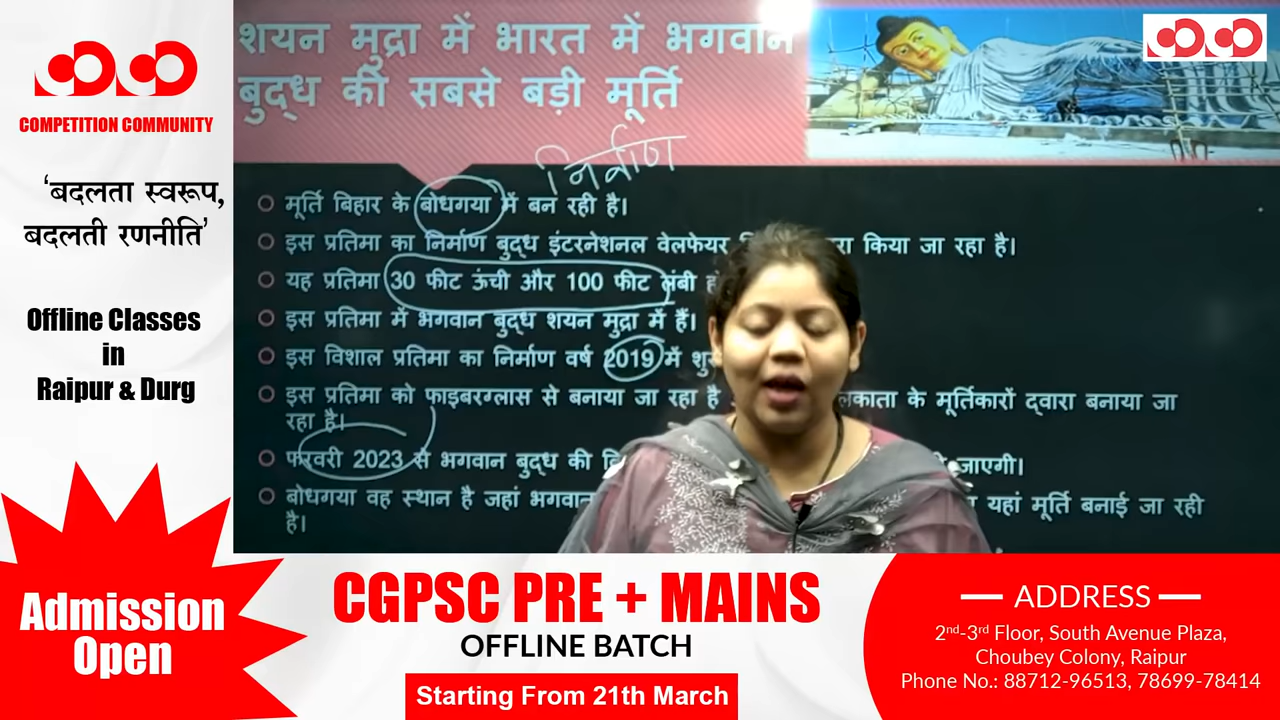 COMPETITION COMMUNITY
‘बदलता स्वरूप,
बदलती रणनीति’
Offline Classes
in
Raipur & Durg
Admission
Open
शयन मुद्रा में भारत में भगवान
बुद्ध की सबसे बड़ी मूर्ति
निर्माण
मूर्ति बिहार के बोधगया में बन रही है।
इस प्रतिमा का निर्माण बुद्ध इंटरनेशनल वेलफेयर किया जा रहा है।
यह प्रतिमा 30 फीट ऊंची और 100 फीट लंबी
इस प्रतिमा में भगवान बुद्ध शयन मुद्रा में हैं।
इस विशाल प्रतिमा का निर्माण वर्ष 2019 में
इस प्रतिमा को फाइबरग्लास से बनाया जा रहा है के मूर्तिकारों द्वारा बनाया जा
रहा है।
फरवरी 2023 से भगवान बुद्ध की जाएगी।
बोधगया वह स्थान है जहां यहां मूर्ति बनाई जा रही
है।
CGPSC PRE + MAINS
OFFLINE BATCH
Starting From 21th March
ADDRESS
2nd-3rd Floor, South Avenue Plaza,
Choubey Colony, Raipur
Phone No.: 88712-96513, 78699-78414